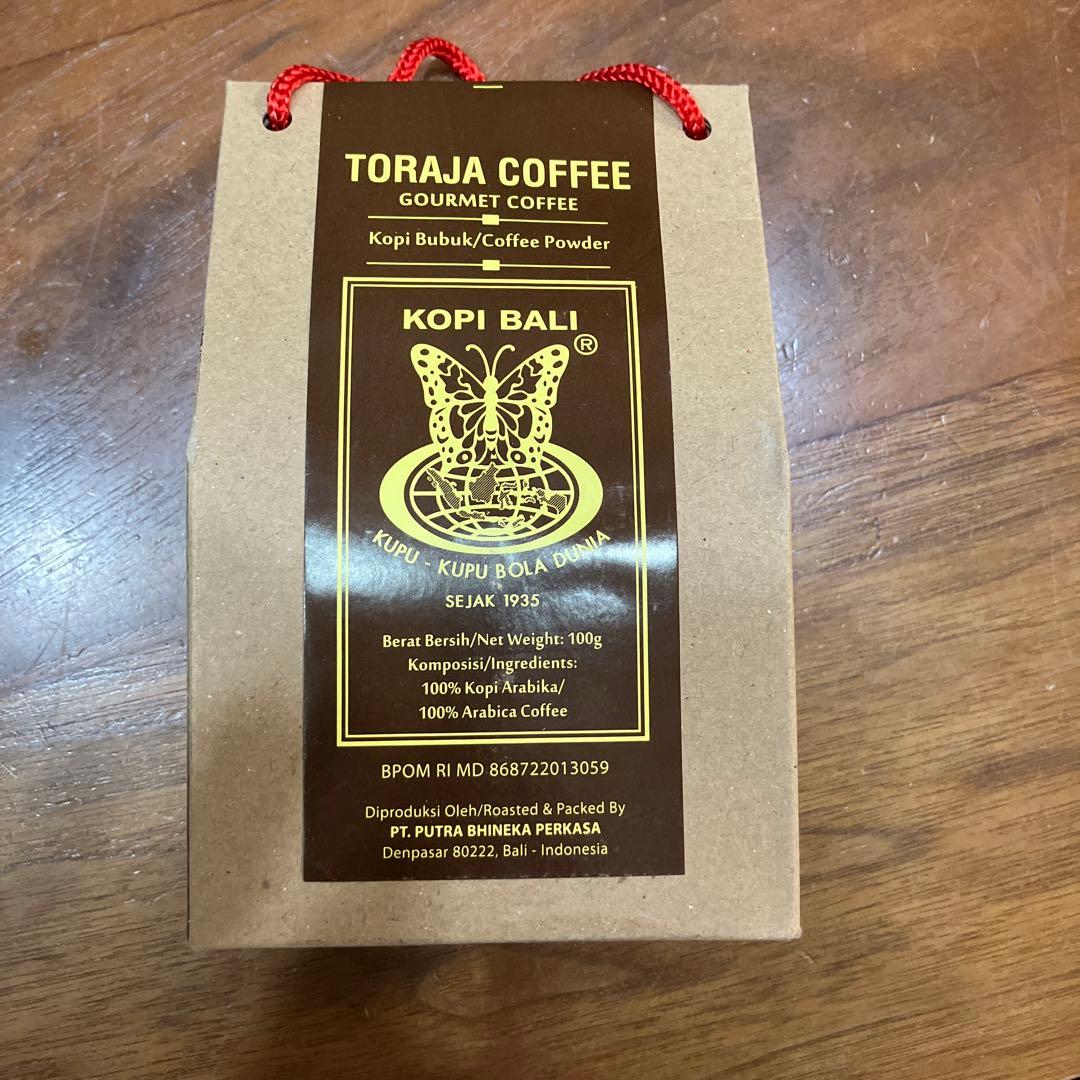 TORAJA COFFEE
GOURMET COFFEE
Kopi Bubuk/Coffee Powder
KOPI BALI
®
KUPU - KUPU BOLA DUNIA
SEJAK 1935
Berat Bersih/Net Weight: 100g
Komposisi/Ingredients:
100% Kopi Arabika/
100% Arabica Coffee
BPOM RI MD 868722013059
Diproduksi Oleh/Roasted & Packed By
PT. PUTRA BHINEKA PERKASA
Denpasar 80222, Bali - Indonesia